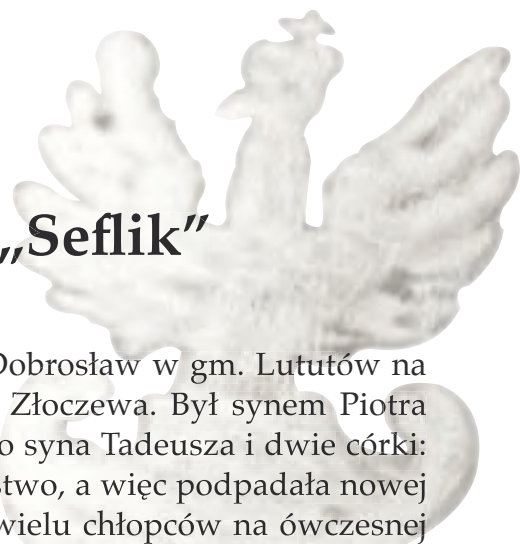 „Seflik”
Dobrosław w gm. Lututów na
Złoczewa. Był synem Piotra
o syna Tadeusza i dwie córki:
stwo, a więc podpadała nowej
wielu chłopców na ówczesnej